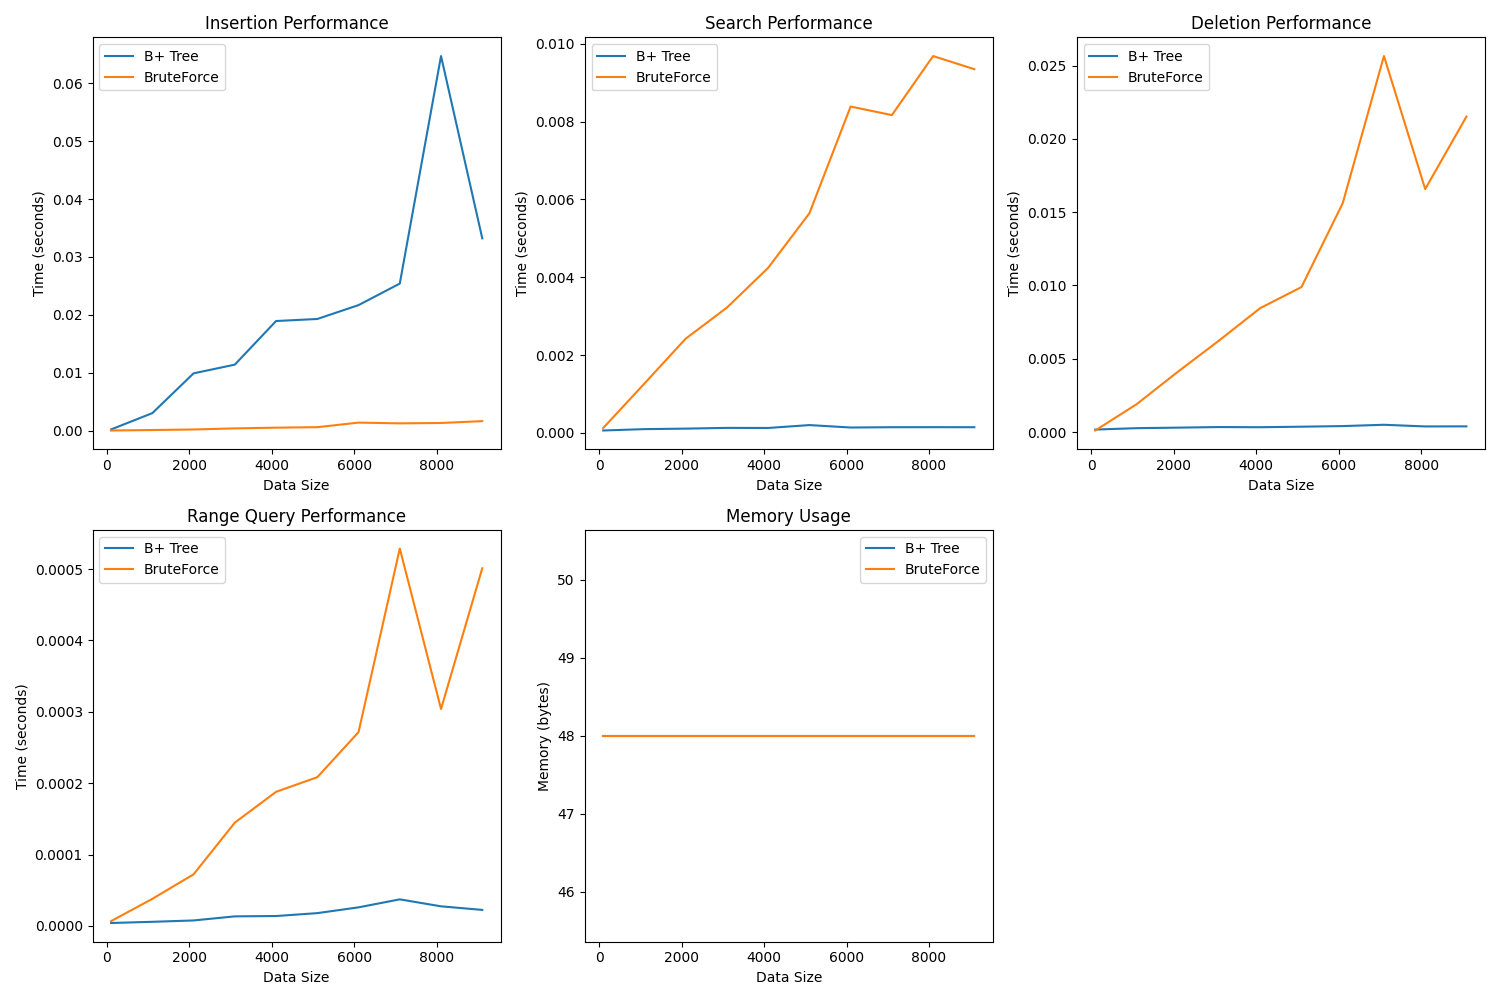 Insertion Performance
B+ Tree
BruteForce
0.06
0.05
0.04
0.03
0.02
0.01
0.00
Time (seconds)
0 2000 4000 6000 8000
Data Size
Search Performance
B+ Tree
BruteForce
0.010
0.008
0.006
0.004
0.002
0.000
Time (seconds)
0 2000 4000 6000 8000
Data Size
Deletion Performance
B+ Tree
BruteForce
0.025
0.020
0.015
0.010
0.005
0.000
Time (seconds)
0 2000 4000 6000 8000
Data Size
Range Query Performance
B+ Tree
BruteForce
0.0005
0.0004
0.0003
0.0002
0.0001
0.0000
Time (seconds)
0 2000 4000 6000 8000
Data Size
Memory Usage
B+ Tree
BruteForce
50
49
48
47
46
Memory (bytes)
0 2000 4000 6000 8000
Data Size